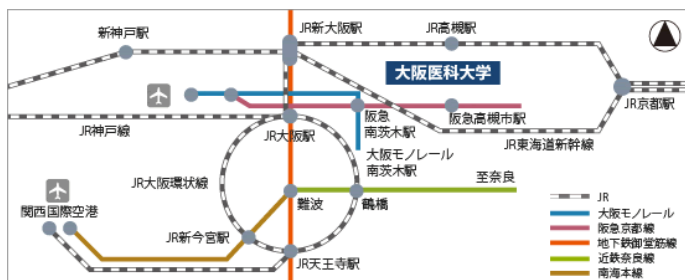 新神戸駅
JR新大阪駅
JR高槻駅
大阪医科大学
JR京都駅
阪急
南茨木駅
阪急高槻市駅
JR神戸線
JR大阪駅
大阪モノレール
南茨木駅
JR東海道新幹線
JR大阪環状線
至奈良
関西国際空港
難波
鶴橋
JR新今宮駅
JR天王寺駅
JR
大阪モノレール
阪急京都線
地下鉄御堂筋線
近鉄奈良線
南海本線